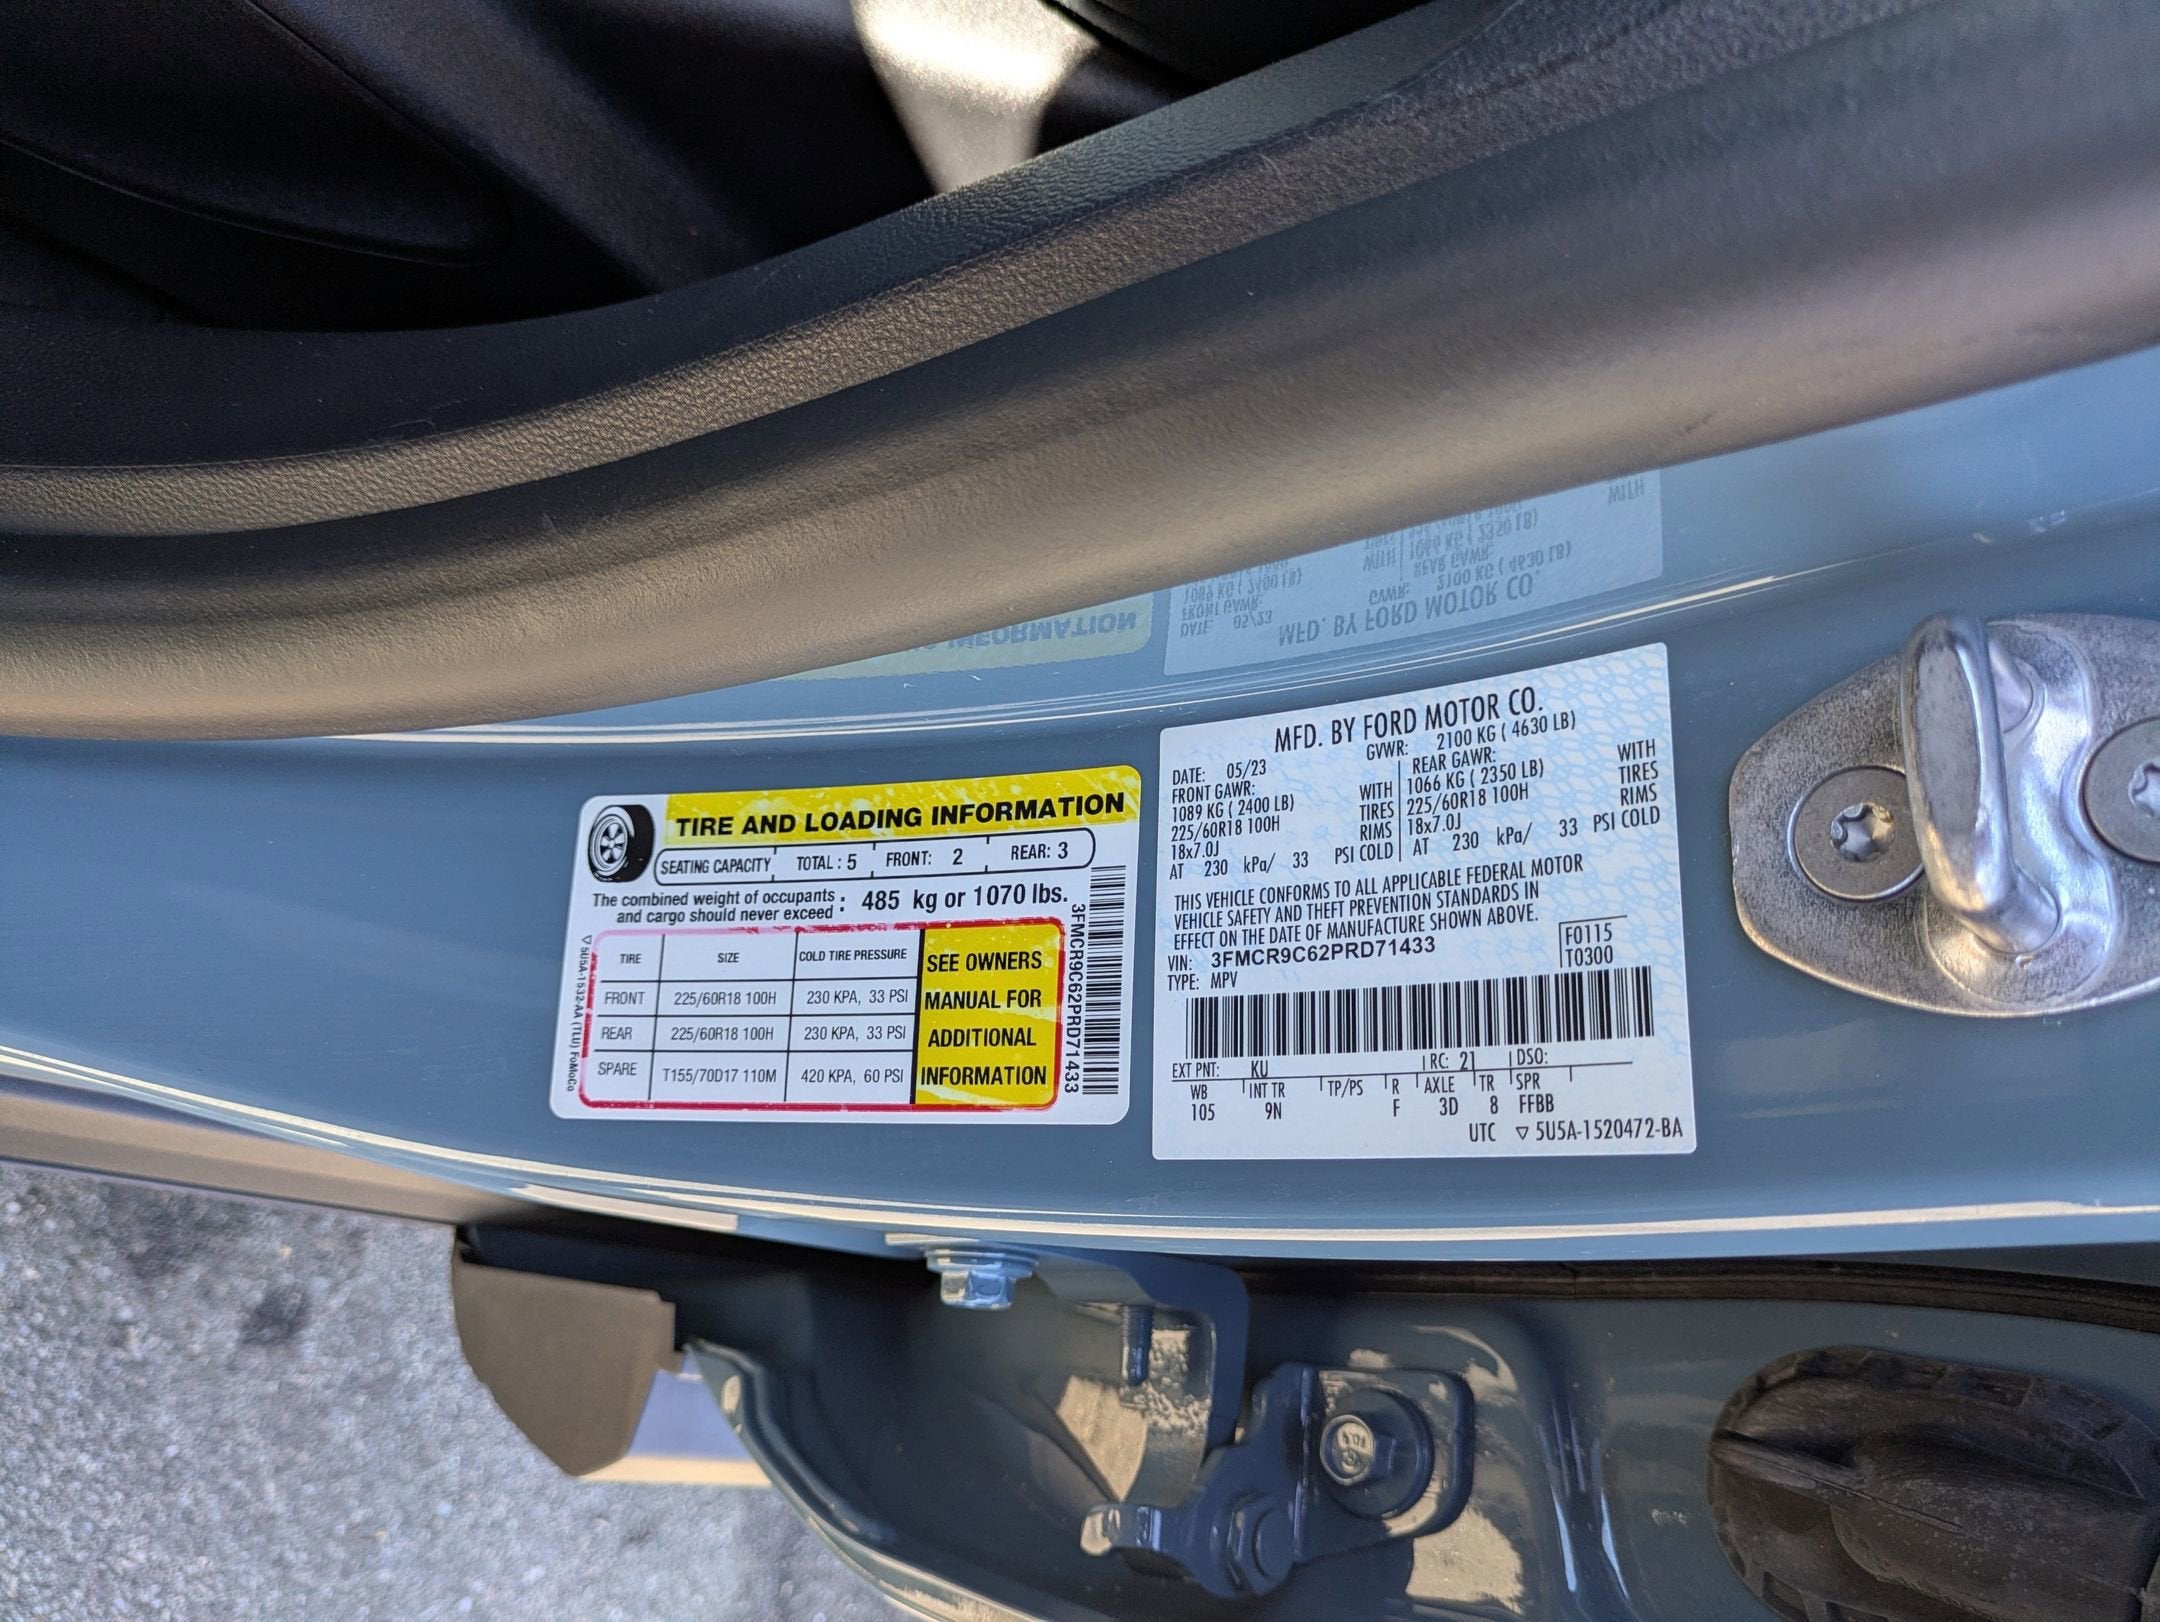 TIRE AND LOADING INFORMATION
SEATING CAPACITY TOTAL : 5 FRONT: 2 REAR: 3
The combined weight of occupants
and cargo should never exceed : 485 kg or 1070 lbs.
TIRE SIZE COLD TIRE PRESSURE
FRONT 225/60R18 100H 230 KPA, 33 PSI
REAR 225/60R18 100H 230 KPA, 33 PSI
SPARE T155/70D17 110M 420 KPA, 60 PSI
SEE OWNERS
MANUAL FOR
ADDITIONAL
INFORMATION
3FMCR9C62PRD71433
▽ 5U5A-1532-AA (TLU) FoMoCo
MFD. BY FORD MOTOR CO.
DATE: 05/23 GVWR: 2100 KG ( 4630 LB)
FRONT GAWR: REAR GAWR:
1089 KG ( 2400 LB) WITH 1066 KG ( 2350 LB) WITH
225/60R18 100H TIRES 225/60R18 100H TIRES
18x7.0J RIMS 18x7.0J RIMS
AT 230 kPa/ 33 PSI COLD AT 230 kPa/ 33 PSI COLD
THIS VEHICLE CONFORMS TO ALL APPLICABLE FEDERAL MOTOR
VEHICLE SAFETY AND THEFT PREVENTION STANDARDS IN
EFFECT ON THE DATE OF MANUFACTURE SHOWN ABOVE.
VIN: 3FMCR9C62PRD71433
TYPE: MPV
F0115
T0300
EXT PNT: KU RC: 21 DSO:
WB INT TR TP/PS R AXLE TR SPR
105 9N F 3D 8 FFBB
UTC ▽ 5U5A-1520472-BA